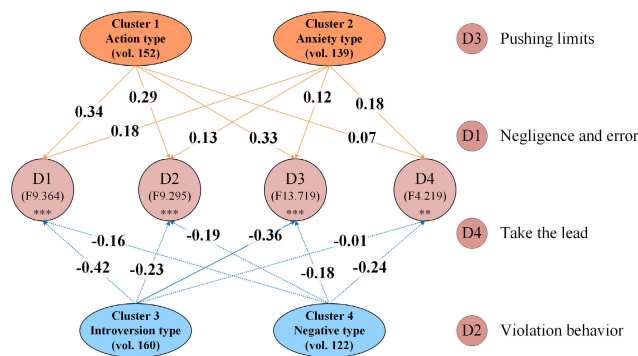 Cluster 1
Action type
(vol. 152)
Cluster 2
Anxiety type
(vol. 139)
D3 Pushing limits
0.34
0.29
0.12
0.18
0.18
0.13
0.33
0.07
D1 Negligence and error
D1
(F9.364)
***
D2
(F9.295)
***
D3
(F13.719)
***
D4
(F4.219)
**
D4 Take the lead
-0.16
-0.19
-0.36
-0.01
-0.42
-0.23
-0.18
-0.24
Cluster 3
Introversion type
(vol. 160)
Cluster 4
Negative type
(vol. 122)
D2 Violation behavior